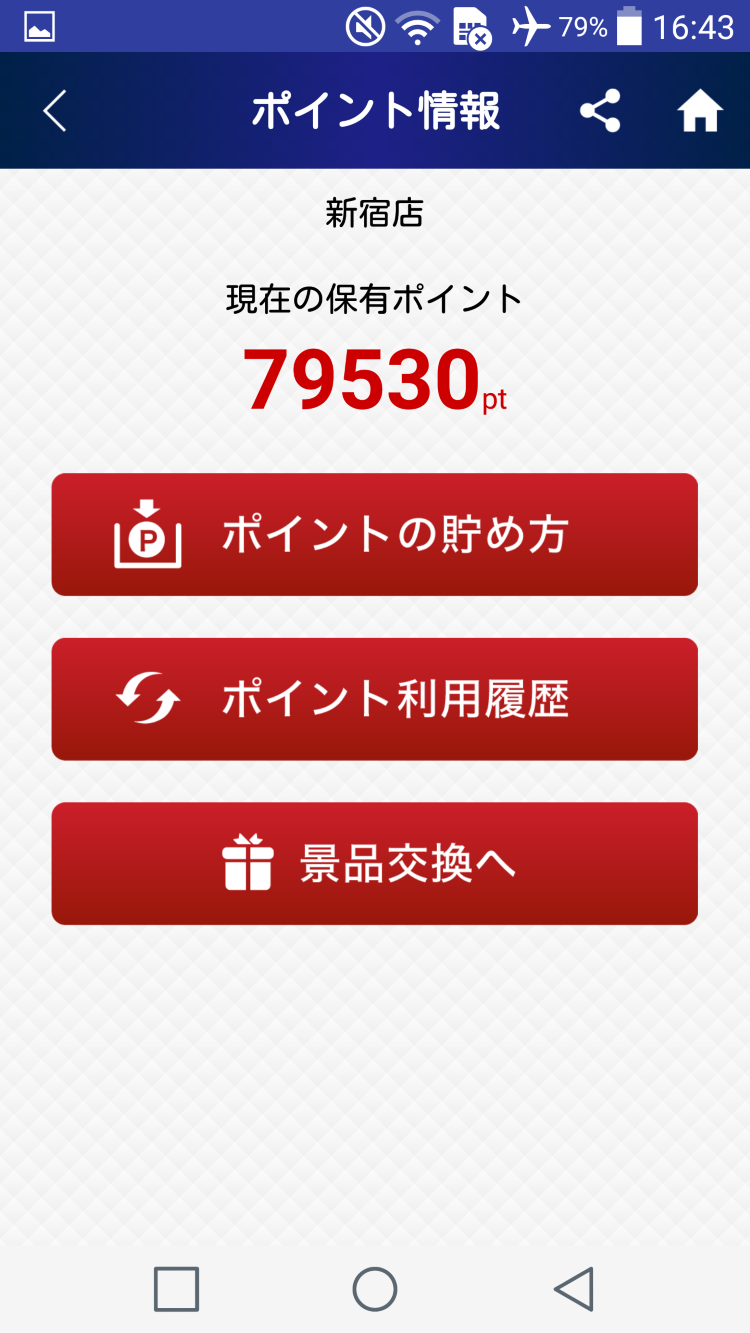 79% 16:43
ポイント情報
新宿店
現在の保有ポイント
79530pt
P ポイントの貯め方
ポイント利用履歴
景品交換へ